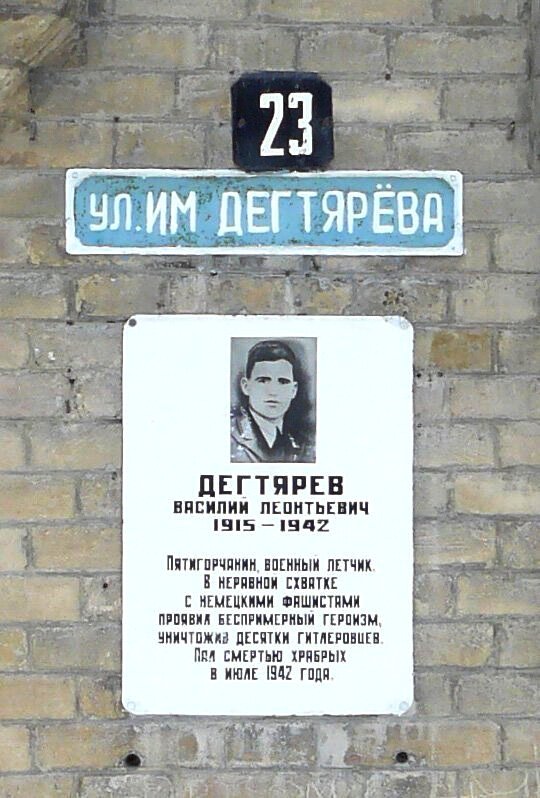 23
УЛ. ИМ ДЕГТЯРЁВА
ДЕГТЯРЕВ
ВАСИЛИЙ ЛЕОНТЬЕВИЧ
1915 – 1942
ПЯТИГОРЧАНИН, ВОЕННЫЙ ЛЕТЧИК.
В НЕРАВНОЙ СХВАТКЕ
С НЕМЕЦКИМИ ФАШИСТАМИ
ПРОЯВИЛ БЕСПРИМЕРНЫЙ ГЕРОИЗМ,
УНИЧТОЖИВ ДЕСЯТКИ ГИТЛЕРОВЦЕВ.
ПАЛ СМЕРТЬЮ ХРАБРЫХ
В ИЮЛЕ 1942 ГОДА.